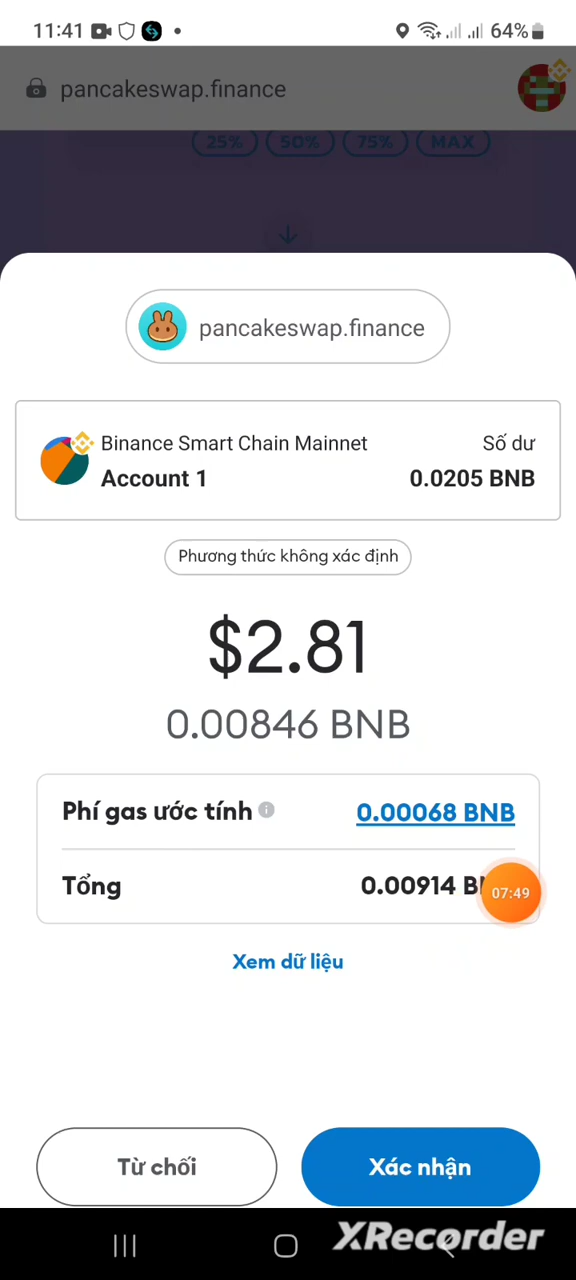 11:41 64%
pancakeswap.finance
25% 50% 75% MAX
pancakeswap.finance
Binance Smart Chain Mainnet Số dư
Account 1 0.0205 BNB
Phương thức không xác định
$2.81
0.00846 BNB
Phí gas ước tính 0.00068 BNB
Tổng 0.00914 B
07:49
Xem dữ liệu
Từ chối Xác nhận
XRecorder